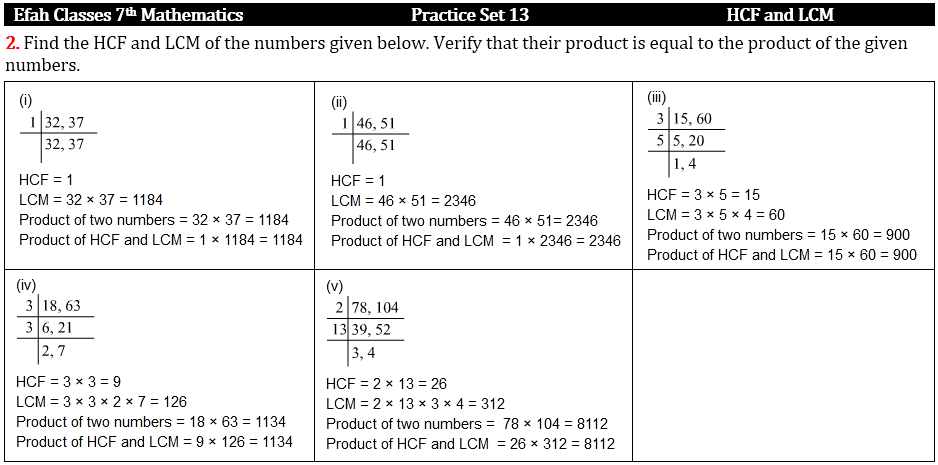 Efah Classes 7th Mathematics Practice Set 13 HCF and LCM
2. Find the HCF and LCM of the numbers given below. Verify that their product is equal to the product of the given
numbers.
(i)
1 32, 37
32, 37
HCF = 1
LCM = 32 × 37 = 1184
Product of two numbers = 32 × 37 = 1184
Product of HCF and LCM = 1 × 1184 = 1184
(ii)
1 46, 51
46, 51
HCF = 1
LCM = 46 × 51 = 2346
Product of two numbers = 46 × 51= 2346
Product of HCF and LCM = 1 × 2346 = 2346
(iii)
3 15, 60
5 5, 20
1, 4
HCF = 3 × 5 = 15
LCM = 3 × 5 × 4 = 60
Product of two numbers = 15 × 60 = 900
Product of HCF and LCM = 15 × 60 = 900
(iv)
3 18, 63
3 6, 21
2, 7
HCF = 3 × 3 = 9
LCM = 3 × 3 × 2 × 7 = 126
Product of two numbers = 18 × 63 = 1134
Product of HCF and LCM = 9 × 126 = 1134
(v)
2 78, 104
13 39, 52
3, 4
HCF = 2 × 13 = 26
LCM = 2 × 13 × 3 × 4 = 312
Product of two numbers = 78 × 104 = 8112
Product of HCF and LCM = 26 × 312 = 8112